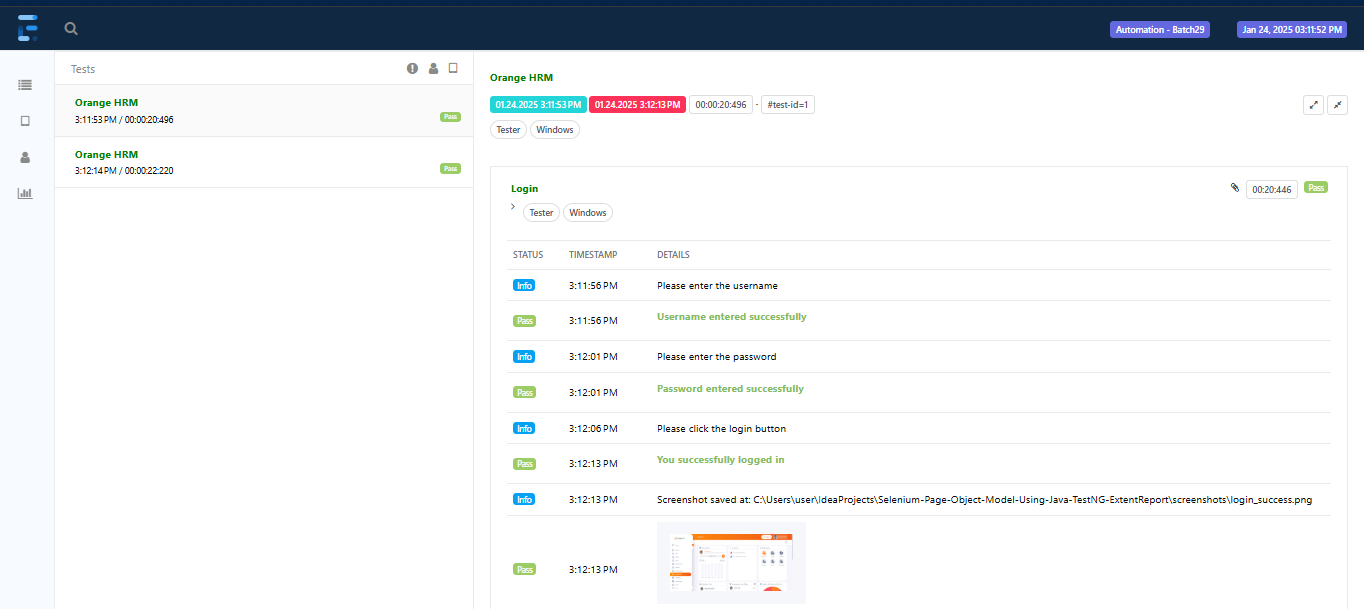 Automation - Batch29
Jan 24, 2025 03:11:52 PM
Tests
Orange HRM
3:11:53 PM / 00:00:20:496
Pass
Orange HRM
3:12:14 PM / 00:00:22:220
Pass
Orange HRM
01.24.2025 3:11:53 PM 01.24.2025 3:12:13 PM 00:00:20:496 · #test-id=1
Tester Windows
Login
00:20:446 Pass
Tester Windows
STATUS TIMESTAMP DETAILS
Info 3:11:56 PM Please enter the username
Pass 3:11:56 PM Username entered successfully
Info 3:12:01 PM Please enter the password
Pass 3:12:01 PM Password entered successfully
Info 3:12:06 PM Please click the login button
Pass 3:12:13 PM You successfully logged in
Info 3:12:13 PM Screenshot saved at: C:\Users\user\IdeaProjects\Selenium-Page-Object-Model-Using-Java-TestNG-ExtentReport\screenshots\login_success.png
Pass 3:12:13 PM